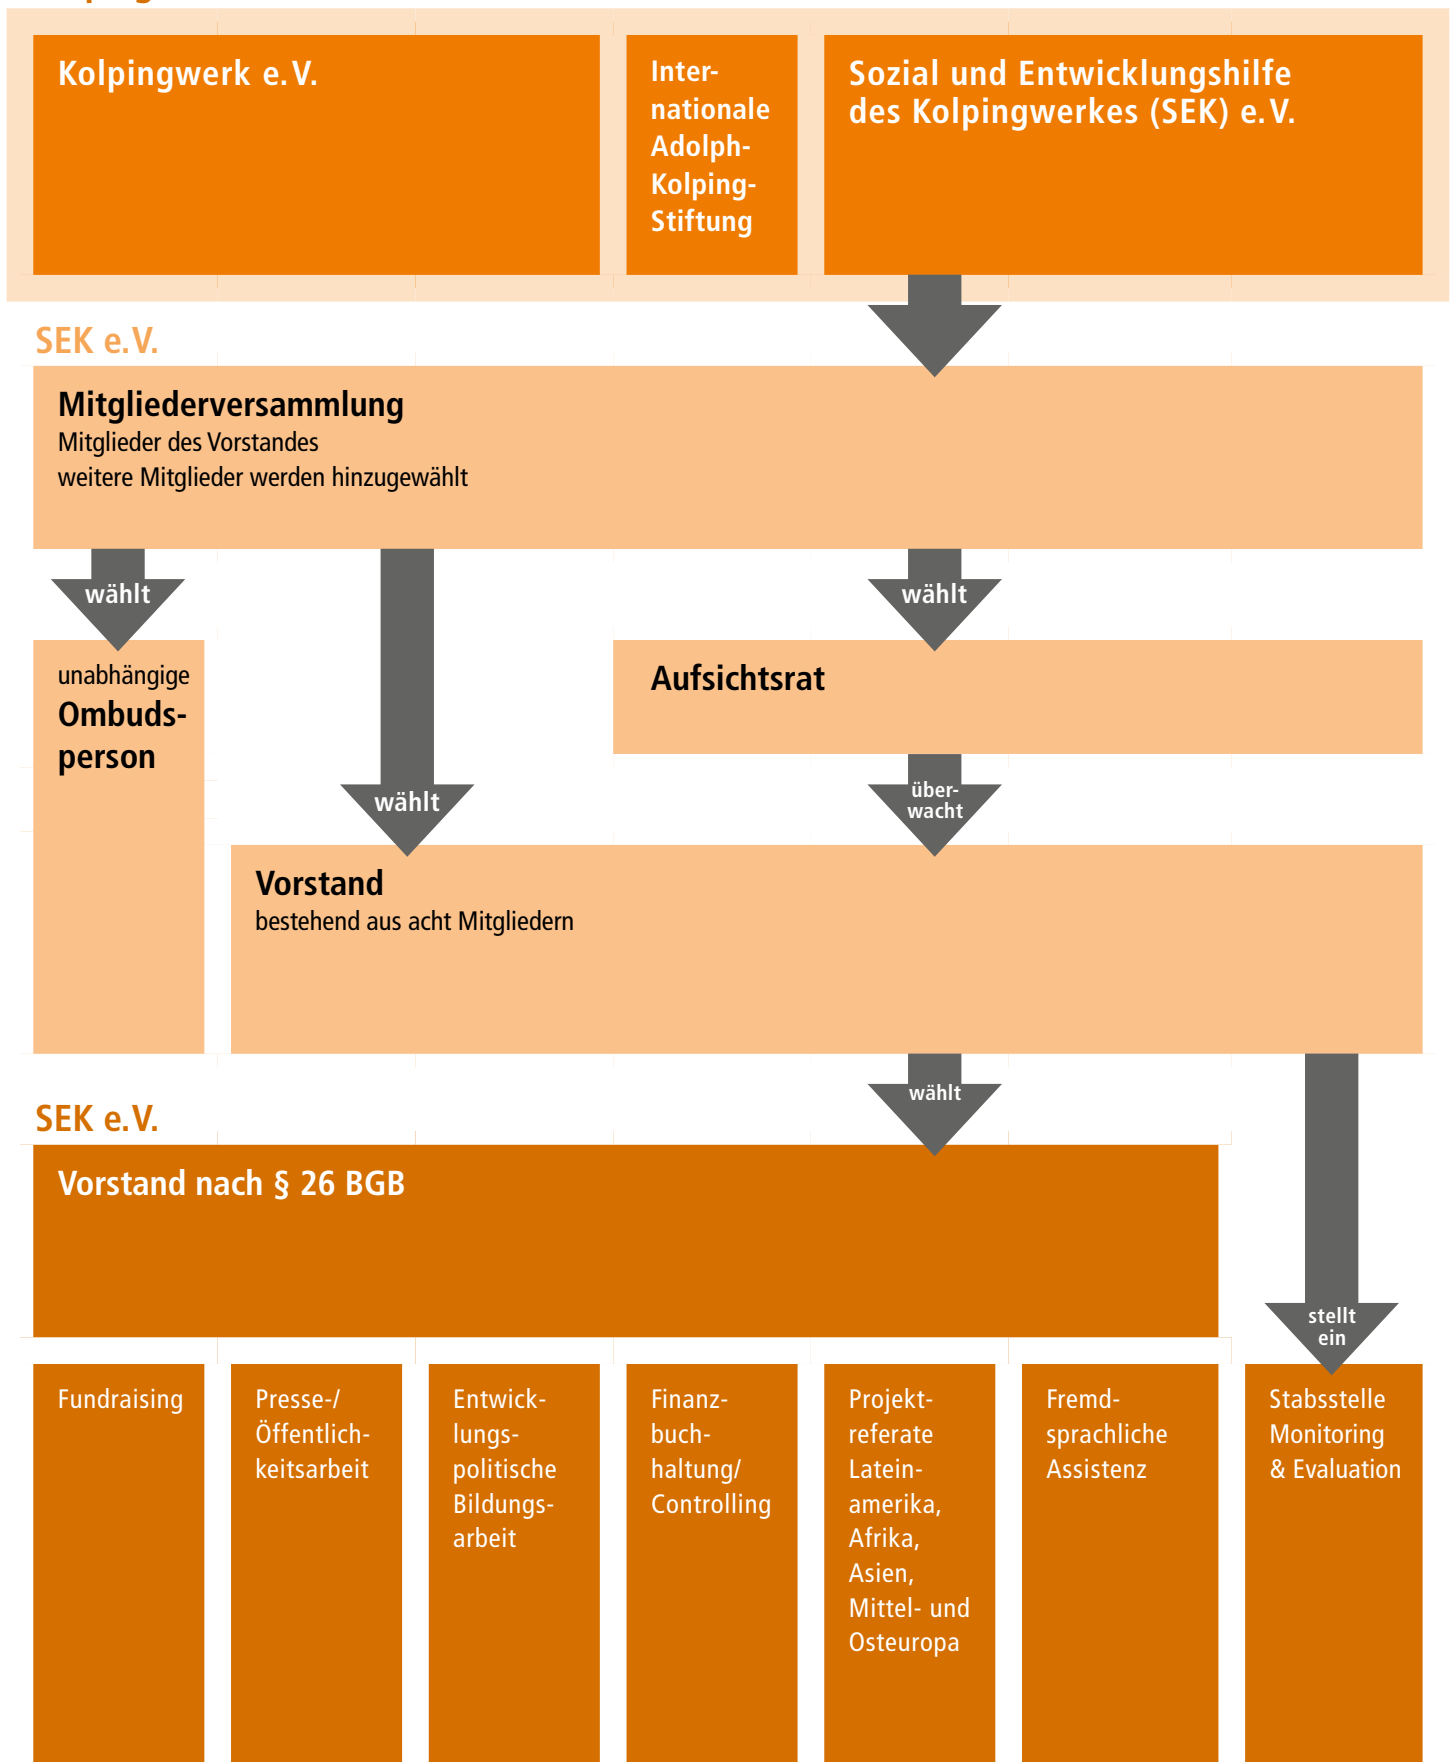 Kolpingwerk e.V.
Inter-
nationale
Adolph-
Kolping-
Stiftung
Sozial und Entwicklungshilfe
des Kolpingwerkes (SEK) e.V.
SEK e.V.
Mitgliederversammlung
Mitglieder des Vorstandes
weitere Mitglieder werden hinzugewählt
wählt
wählt
wählt
unabhängige
Ombuds-
person
Aufsichtsrat
über-
wacht
Vorstand
bestehend aus acht Mitgliedern
wählt
stellt
ein
SEK e.V.
Vorstand nach § 26 BGB
Fundraising
Presse-/
Öffentlich-
keitsarbeit
Entwick-
lungs-
politische
Bildungs-
arbeit
Finanz-
buch-
haltung/
Controlling
Projekt-
referate
Latein-
amerika,
Afrika,
Asien,
Mittel- und
Osteuropa
Fremd-
sprachliche
Assistenz
Stabsstelle
Monitoring
& Evaluation